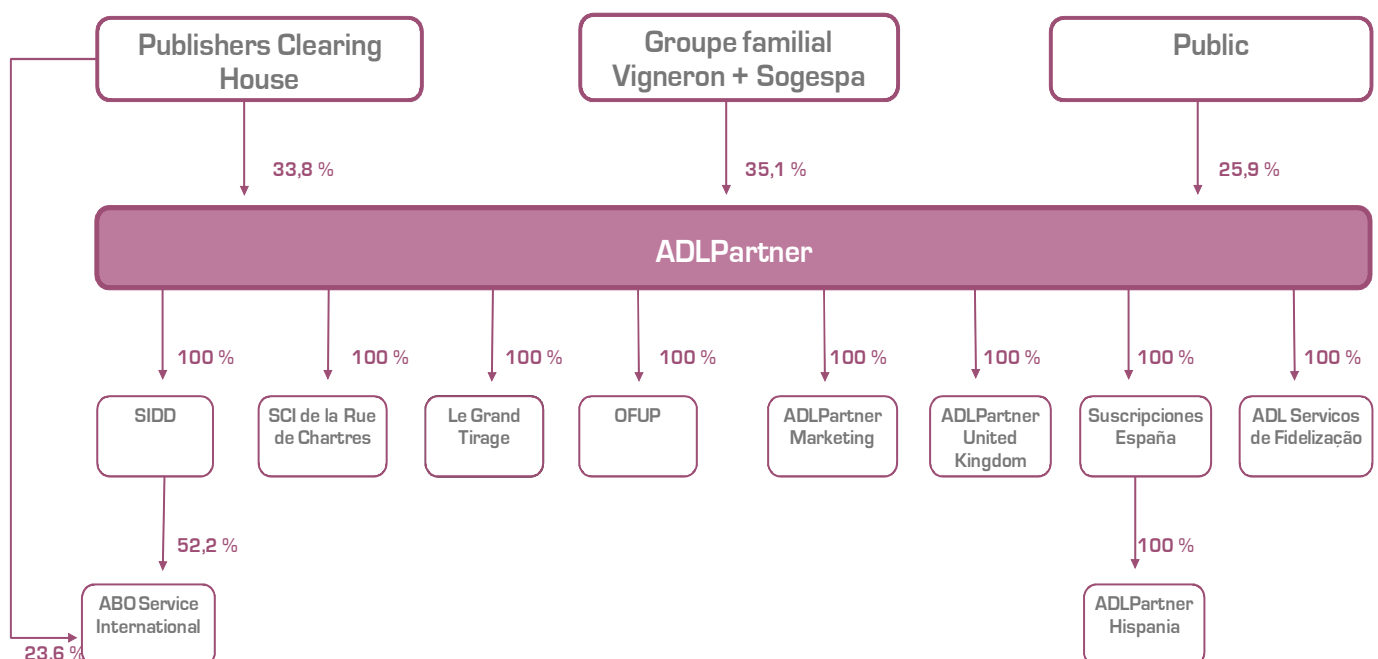 Publishers Clearing
House
Groupe familial
Vigneron + Sogespa
Public
33,8 %
35,1 %
25,9 %
ADLPartner
100 %
100 %
100 %
100 %
100 %
100 %
100 %
100 %
SIDD
SCI de la Rue
de Chartres
Le Grand
Tirage
OFUP
ADLPartner
Marketing
ADLPartner
United
Kingdom
Suscripciones
España
ADL Servicos
de Fidelização
52,2 %
100 %
ABO Service
International
ADLPartner
Hispania
23,6 %